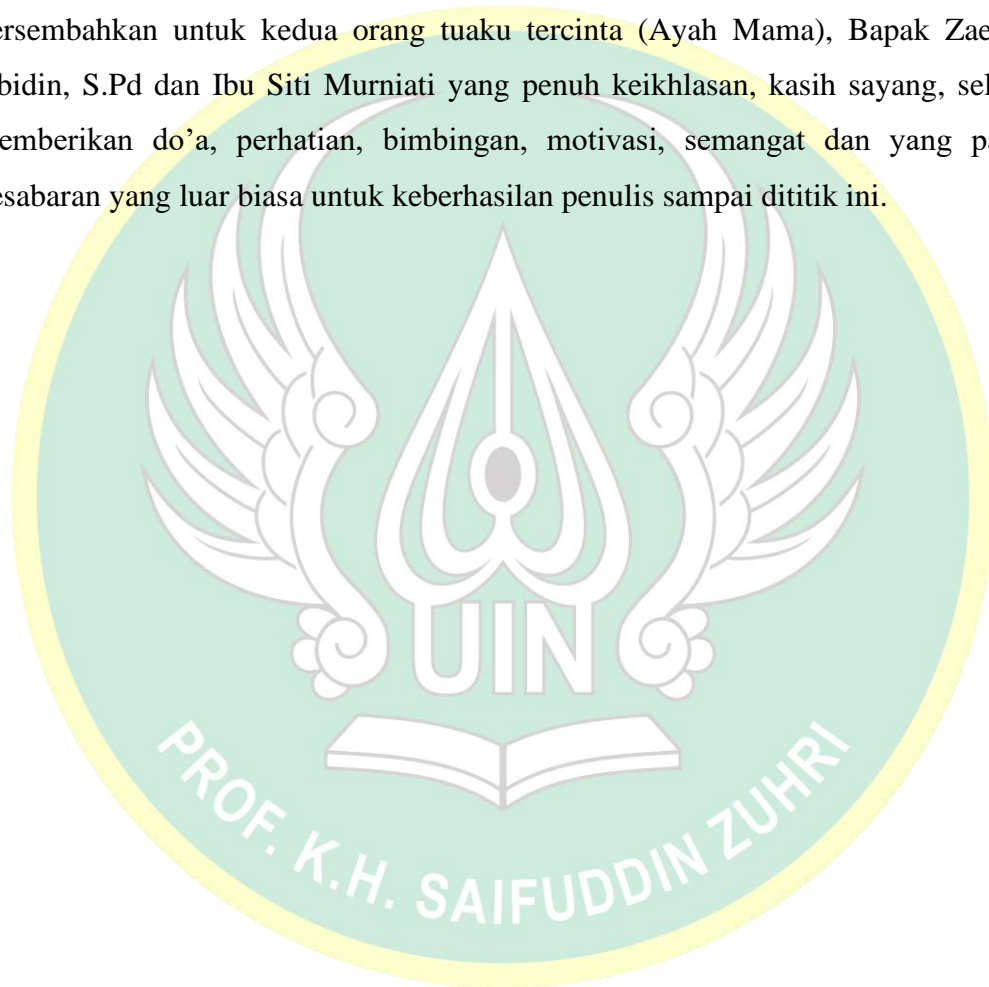 ersembahkan untuk kedua orang tuaku tercinta (Ayah Mama), Bapak Zae
bidin, S.Pd dan Ibu Siti Murniati yang penuh keikhlasan, kasih sayang, sel
emberikan do’a, perhatian, bimbingan, motivasi, semangat dan yang pa
esabaran yang luar biasa untuk keberhasilan penulis sampai dititik ini.
UIN
PROF. K.H. SAIFUDDIN ZUHRI